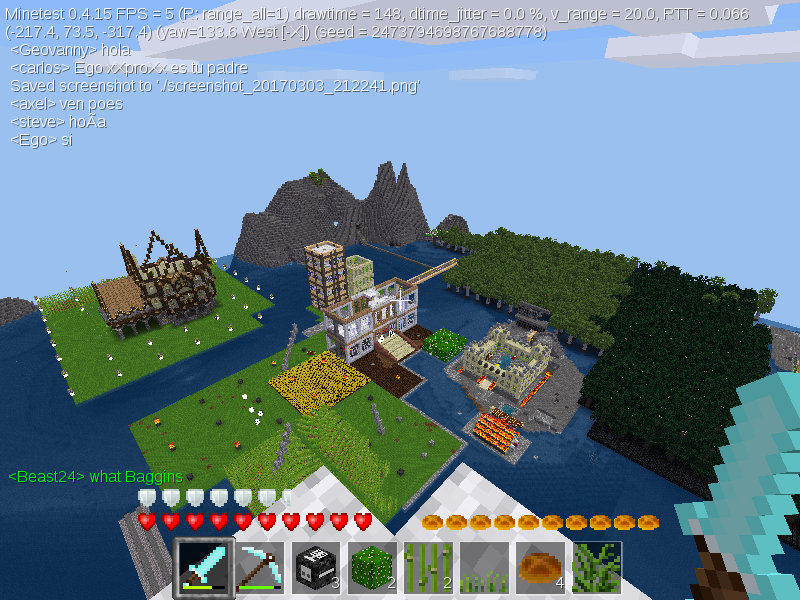 Minetest 0.4.15 FPS = 5 (R: range_all=1) drawtime = 148, dtime_jitter = 0.0 %, v_range = 20.0, RTT = 0.066
(-217.4, 73.5, -317.4) (yaw=133.6 West [-X]) (seed = 2473794698767688778)
<Geovanny> hola
<carlos> Ego xXproXx es tu padre
Saved screenshot to './screenshot_20170303_212241.png'
<axel> ven poes
<steve> hoÃa
<Ego> si
<Beast24> what Baggins
3
2
2
4